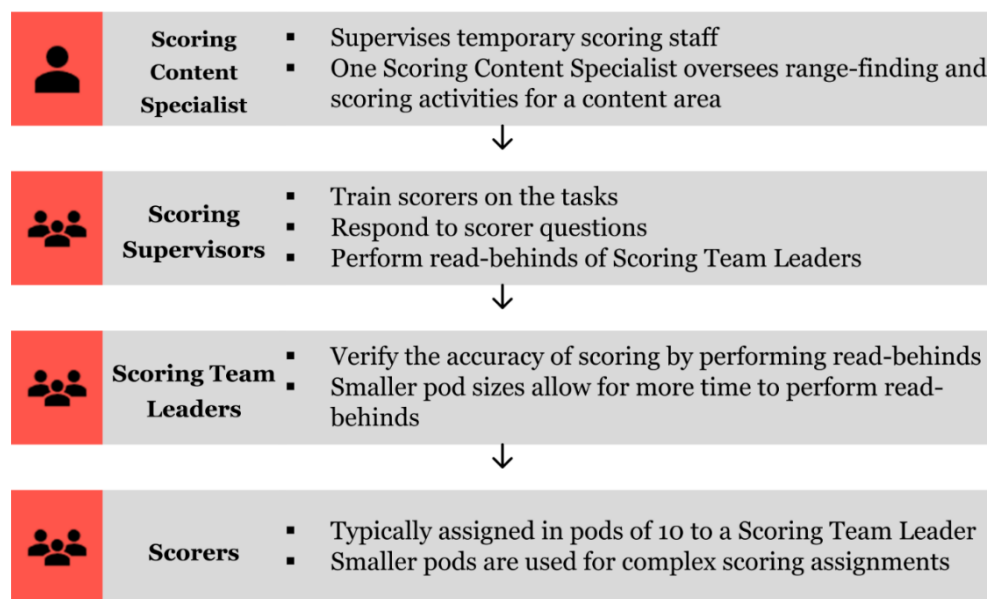 Scoring
Content
Specialist
▪ Supervises temporary scoring staff
▪ One Scoring Content Specialist oversees range-finding and
scoring activities for a content area
Scoring
Supervisors
▪ Train scorers on the tasks
▪ Respond to scorer questions
▪ Perform read-behinds of Scoring Team Leaders
Scoring Team
Leaders
▪ Verify the accuracy of scoring by performing read-behinds
▪ Smaller pod sizes allow for more time to perform read-
behinds
Scorers
▪ Typically assigned in pods of 10 to a Scoring Team Leader
▪ Smaller pods are used for complex scoring assignments